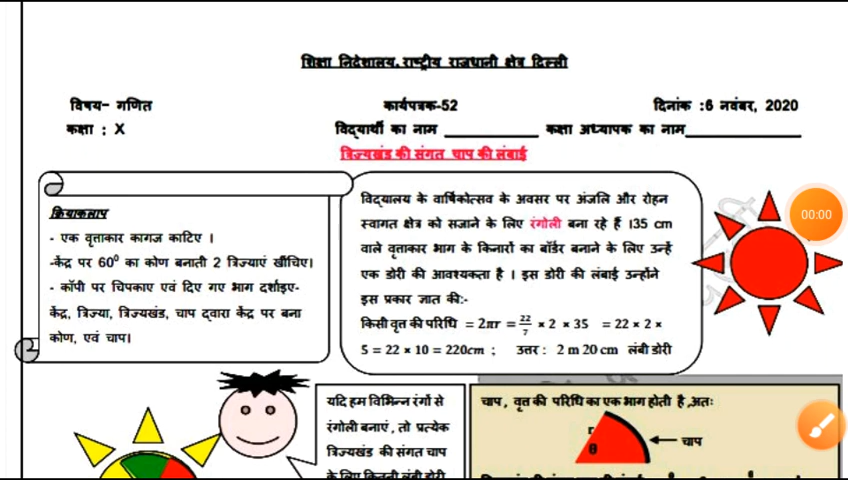 शिक्षा निदेशालय, राष्ट्रीय राजधानी क्षेत्र दिल्ली
विषय- गणित कार्यपत्रक-52 दिनांक :6 नवंबर, 2020
कक्षा : X विद्यार्थी का नाम ____________ कक्षा अध्यापक का नाम____________
त्रिज्यखंड की संगत चाप की लंबाई
क्रियाकलाप
- एक वृत्ताकार कागज काटिए ।
-केंद्र पर 60⁰ का कोण बनाती 2 त्रिज्याएं खींचिए।
- कॉपी पर चिपकाए एवं दिए गए भाग दर्शाइए-
केंद्र, त्रिज्या, त्रिज्यखंड, चाप द्वारा केंद्र पर बना
कोण, एवं चाप।
विद्यालय के वार्षिकोत्सव के अवसर पर अंजलि और रोहन
स्वागत क्षेत्र को सजाने के लिए रंगोली बना रहे हैं ।35 cm
वाले वृत्ताकार भाग के किनारों का बॉर्डर बनाने के लिए उन्हें
एक डोरी की आवश्यकता है । इस डोरी की लंबाई उन्होंने
इस प्रकार ज्ञात की:-
किसी वृत्त की परिधि = 2πr = 22/7 × 2 × 35 = 22 × 2 ×
5 = 22 × 10 = 220cm ; उत्तर : 2 m 20 cm लंबी डोरी
00:00
यदि हम विभिन्न रंगों से
रंगोली बनाएं , तो प्रत्येक
त्रिज्यखंड की संगत चाप
के लिए कितनी लंबी डोरी
चाप , वृत्त की परिधि का एक भाग होती है ,अतः
r
θ
चाप